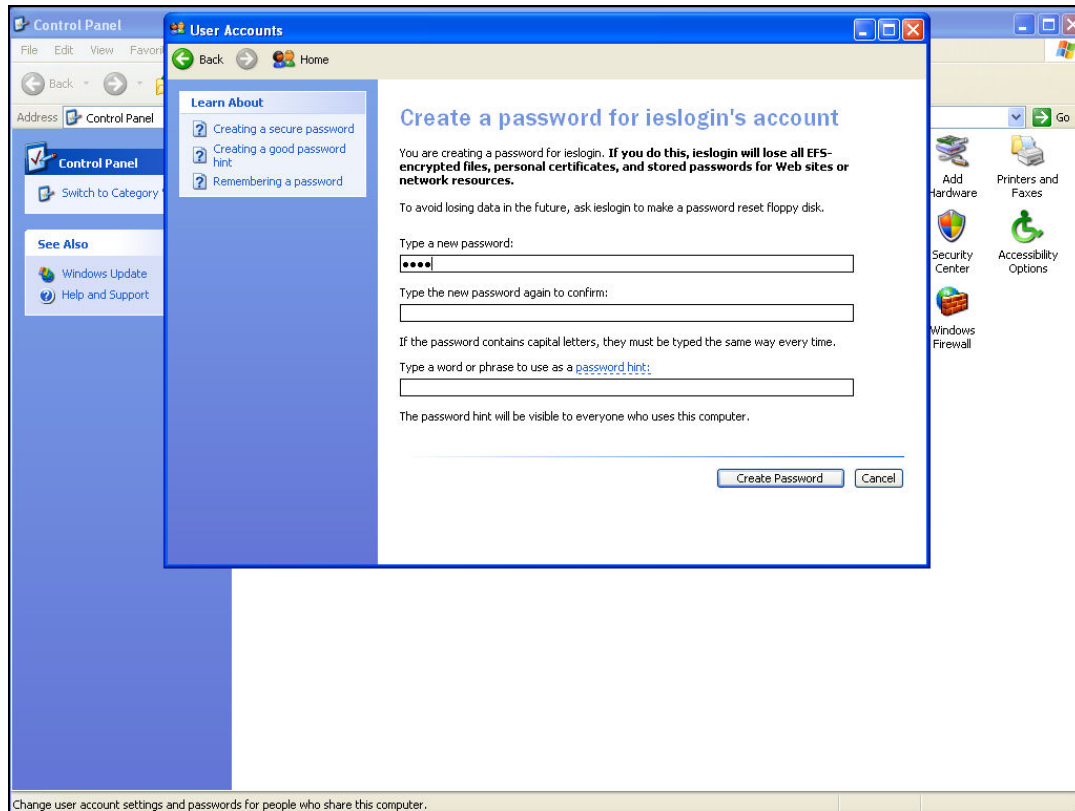 Control Panel
File Edit View
Back
Address Control Panel
Go
Control Panel
Switch to Category
See Also
Windows Update
Help and Support
User Accounts
Back Home
Learn About
Creating a secure password
Creating a good password
hint
Remembering a password
Create a password for ieslogin's account
You are creating a password for ieslogin. If you do this, ieslogin will lose all EFS-
encrypted files, personal certificates, and stored passwords for Web sites or
network resources.
To avoid losing data in the future, ask ieslogin to make a password reset floppy disk.
Type a new password:
••••
Type the new password again to confirm:
If the password contains capital letters, they must be typed the same way every time.
Type a word or phrase to use as a password hint:
The password hint will be visible to everyone who uses this computer.
Create Password Cancel
Add
Hardware
Printers and
Faxes
Security
Center
Accessibility
Options
Windows
Firewall
Change user account settings and passwords for people who share this computer.